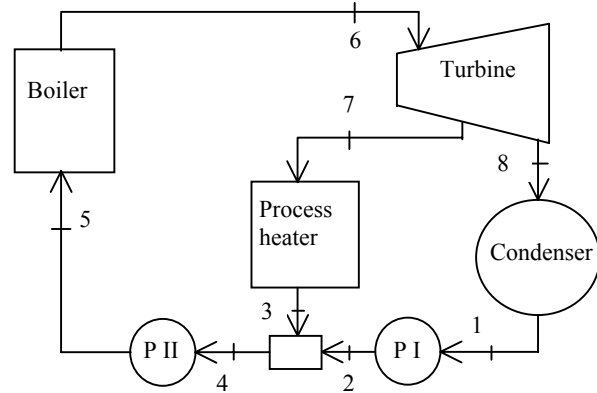 6
Boiler
Turbine
7
8
5
Process
heater
Condenser
3
1
P II
P I
4
2